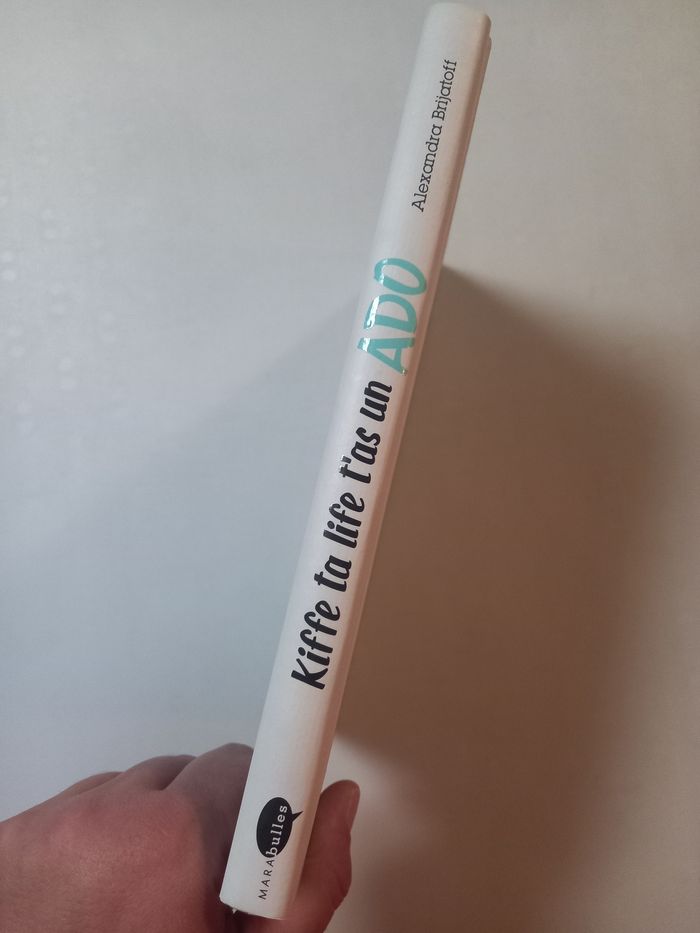 MARAbulles
Kiffe ta life t'as un ADO
Alexandra Brijatoff